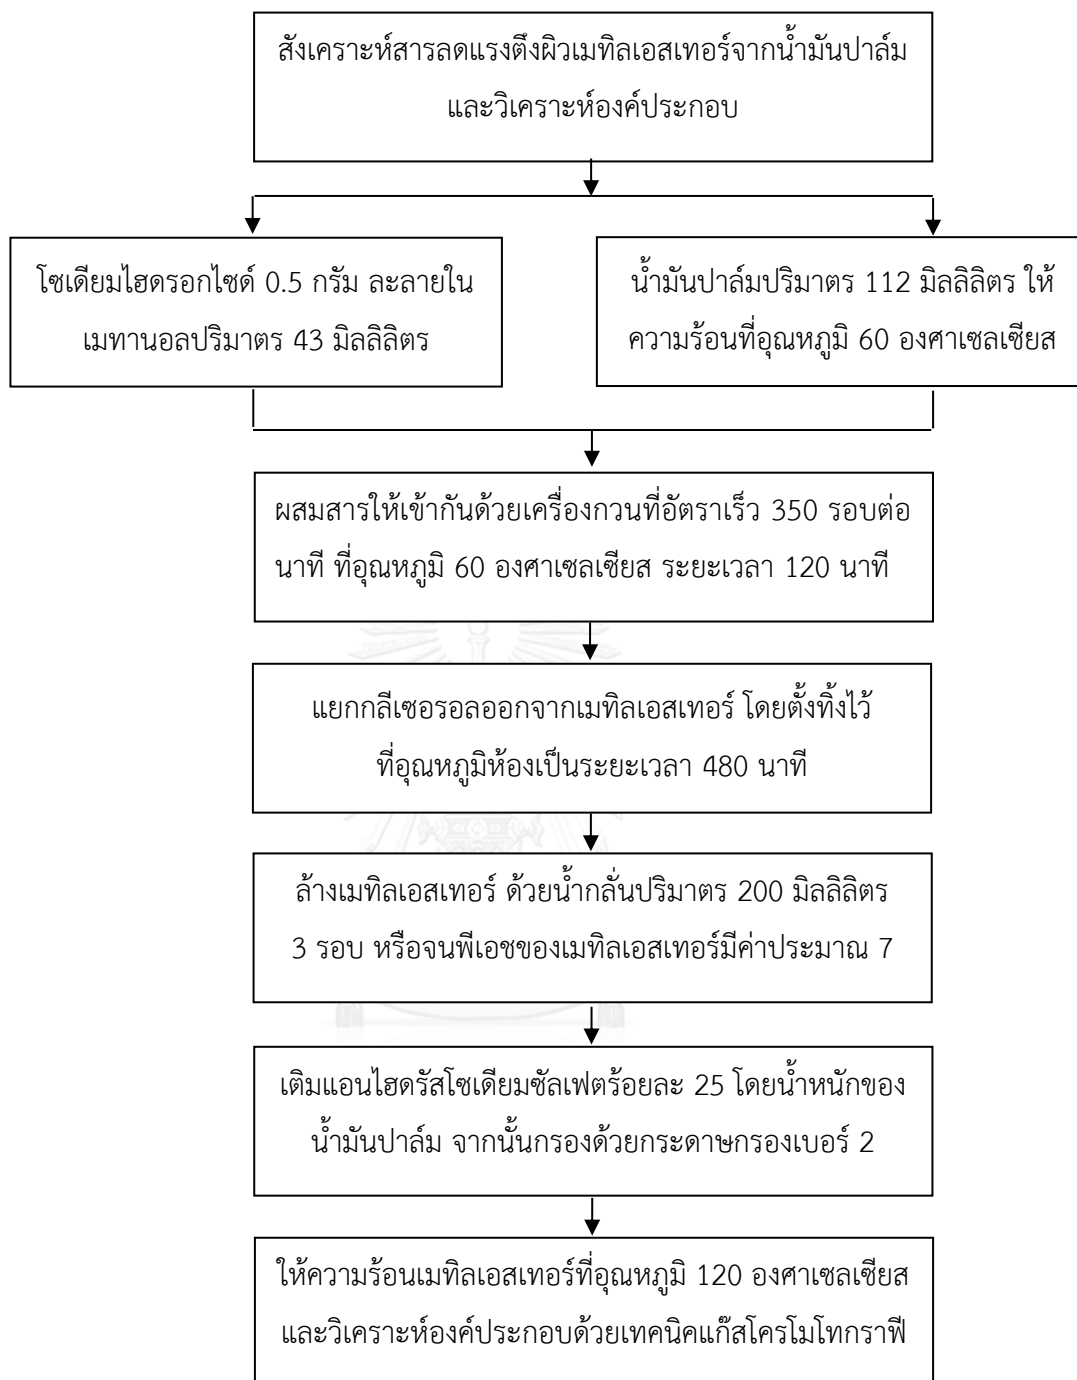 สังเคราะห์สารลดแรงตึงผิวเมทิลเอสเทอร์จากน้ำมันปาล์ม
และวิเคราะห์องค์ประกอบ
โซเดียมไฮดรอกไซด์ 0.5 กรัม ละลายใน
เมทานอลปริมาตร 43 มิลลิลิตร
น้ำมันปาล์มปริมาตร 112 มิลลิลิตร ให้
ความร้อนที่อุณหภูมิ 60 องศาเซลเซียส
ผสมสารให้เข้ากันด้วยเครื่องกวนที่อัตราเร็ว 350 รอบต่อ
นาที ที่อุณหภูมิ 60 องศาเซลเซียส ระยะเวลา 120 นาที
แยกกลีเซอรอลออกจากเมทิลเอสเทอร์ โดยตั้งทิ้งไว้
ที่อุณหภูมิห้องเป็นระยะเวลา 480 นาที
ล้างเมทิลเอสเทอร์ ด้วยน้ำกลั่นปริมาตร 200 มิลลิลิตร
3 รอบ หรือจนพีเอชของเมทิลเอสเทอร์มีค่าประมาณ 7
เติมแอนไฮดรัสโซเดียมซัลเฟตร้อยละ 25 โดยน้ำหนักของ
น้ำมันปาล์ม จากนั้นกรองด้วยกระดาษกรองเบอร์ 2
ให้ความร้อนเมทิลเอสเทอร์ที่อุณหภูมิ 120 องศาเซลเซียส
และวิเคราะห์องค์ประกอบด้วยเทคนิคแก๊สโครโมโทกราฟี